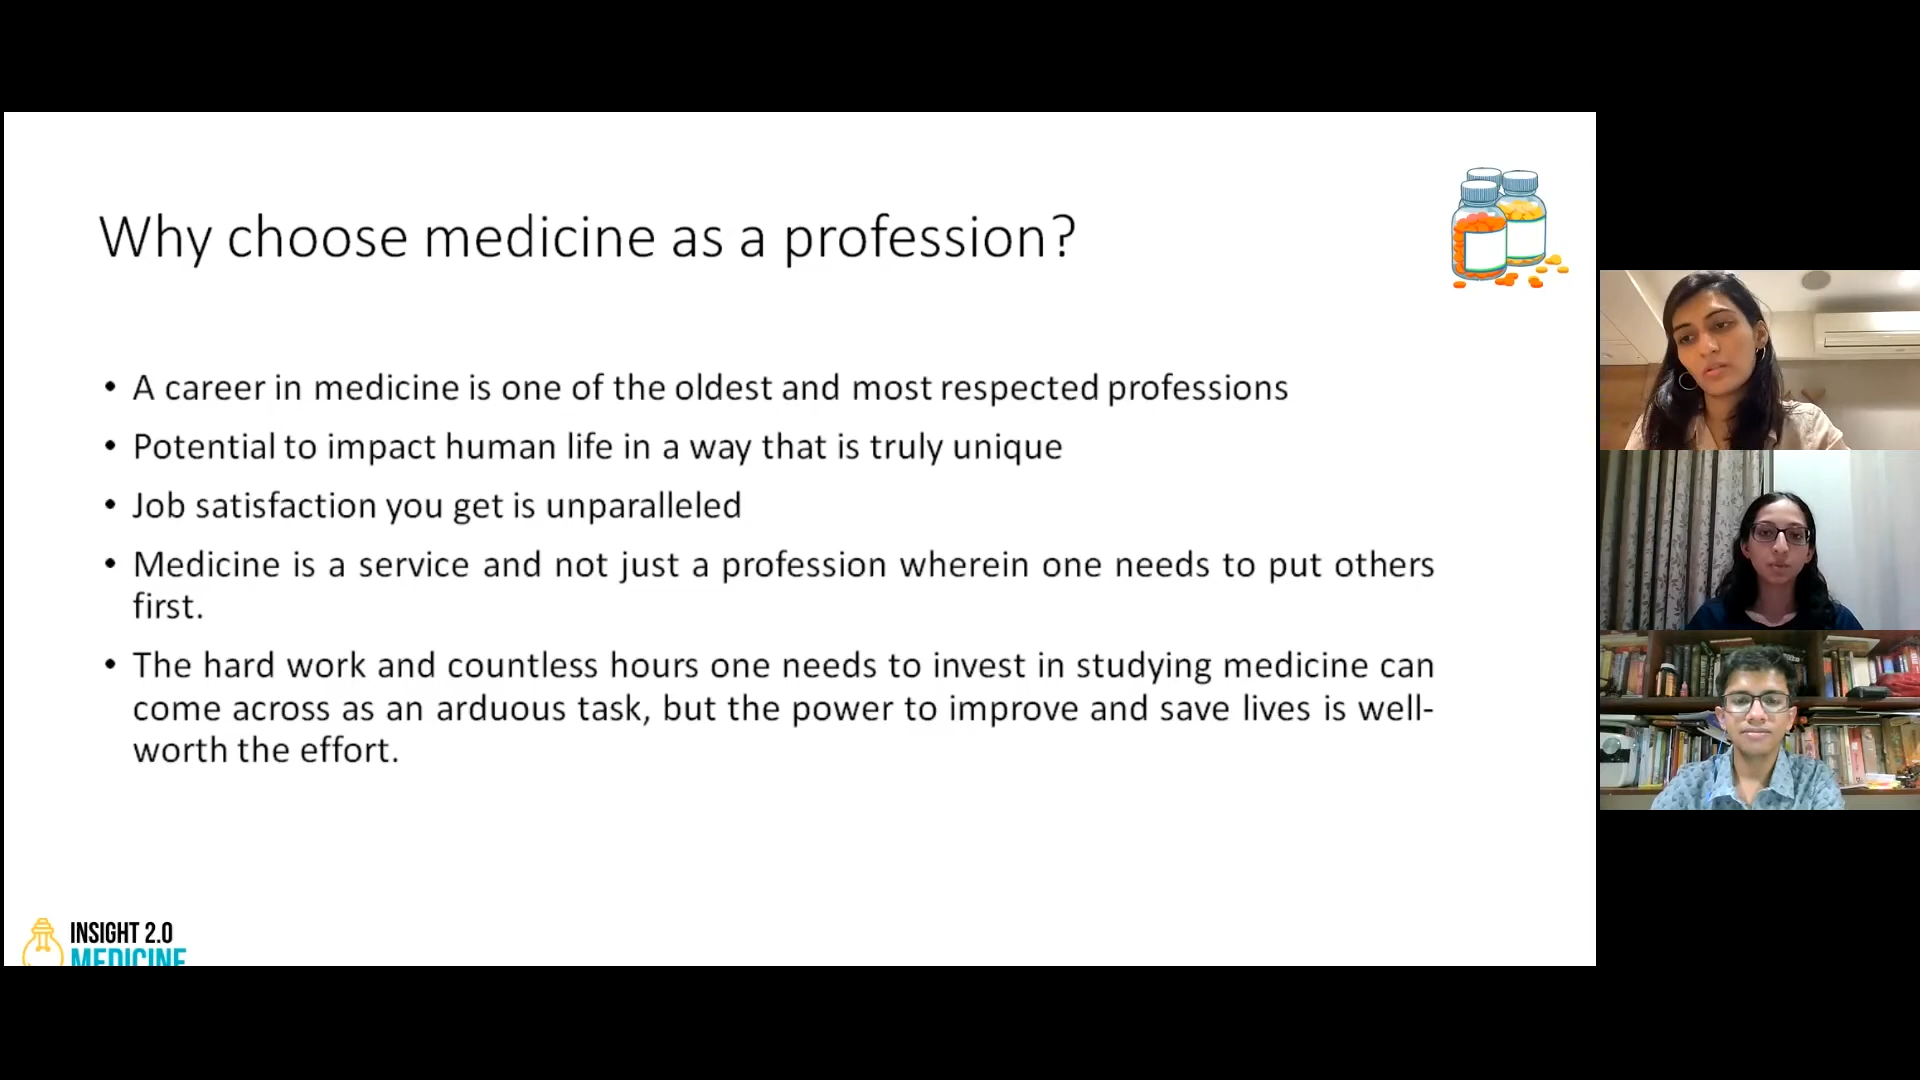 Why choose medicine as a profession?
• A career in medicine is one of the oldest and most respected professions
• Potential to impact human life in a way that is truly unique
• Job satisfaction you get is unparalleled
• Medicine is a service and not just a profession wherein one needs to put others
first.
• The hard work and countless hours one needs to invest in studying medicine can
come across as an arduous task, but the power to improve and save lives is well-
worth the effort.
INSIGHT 2.0
MEDICINE